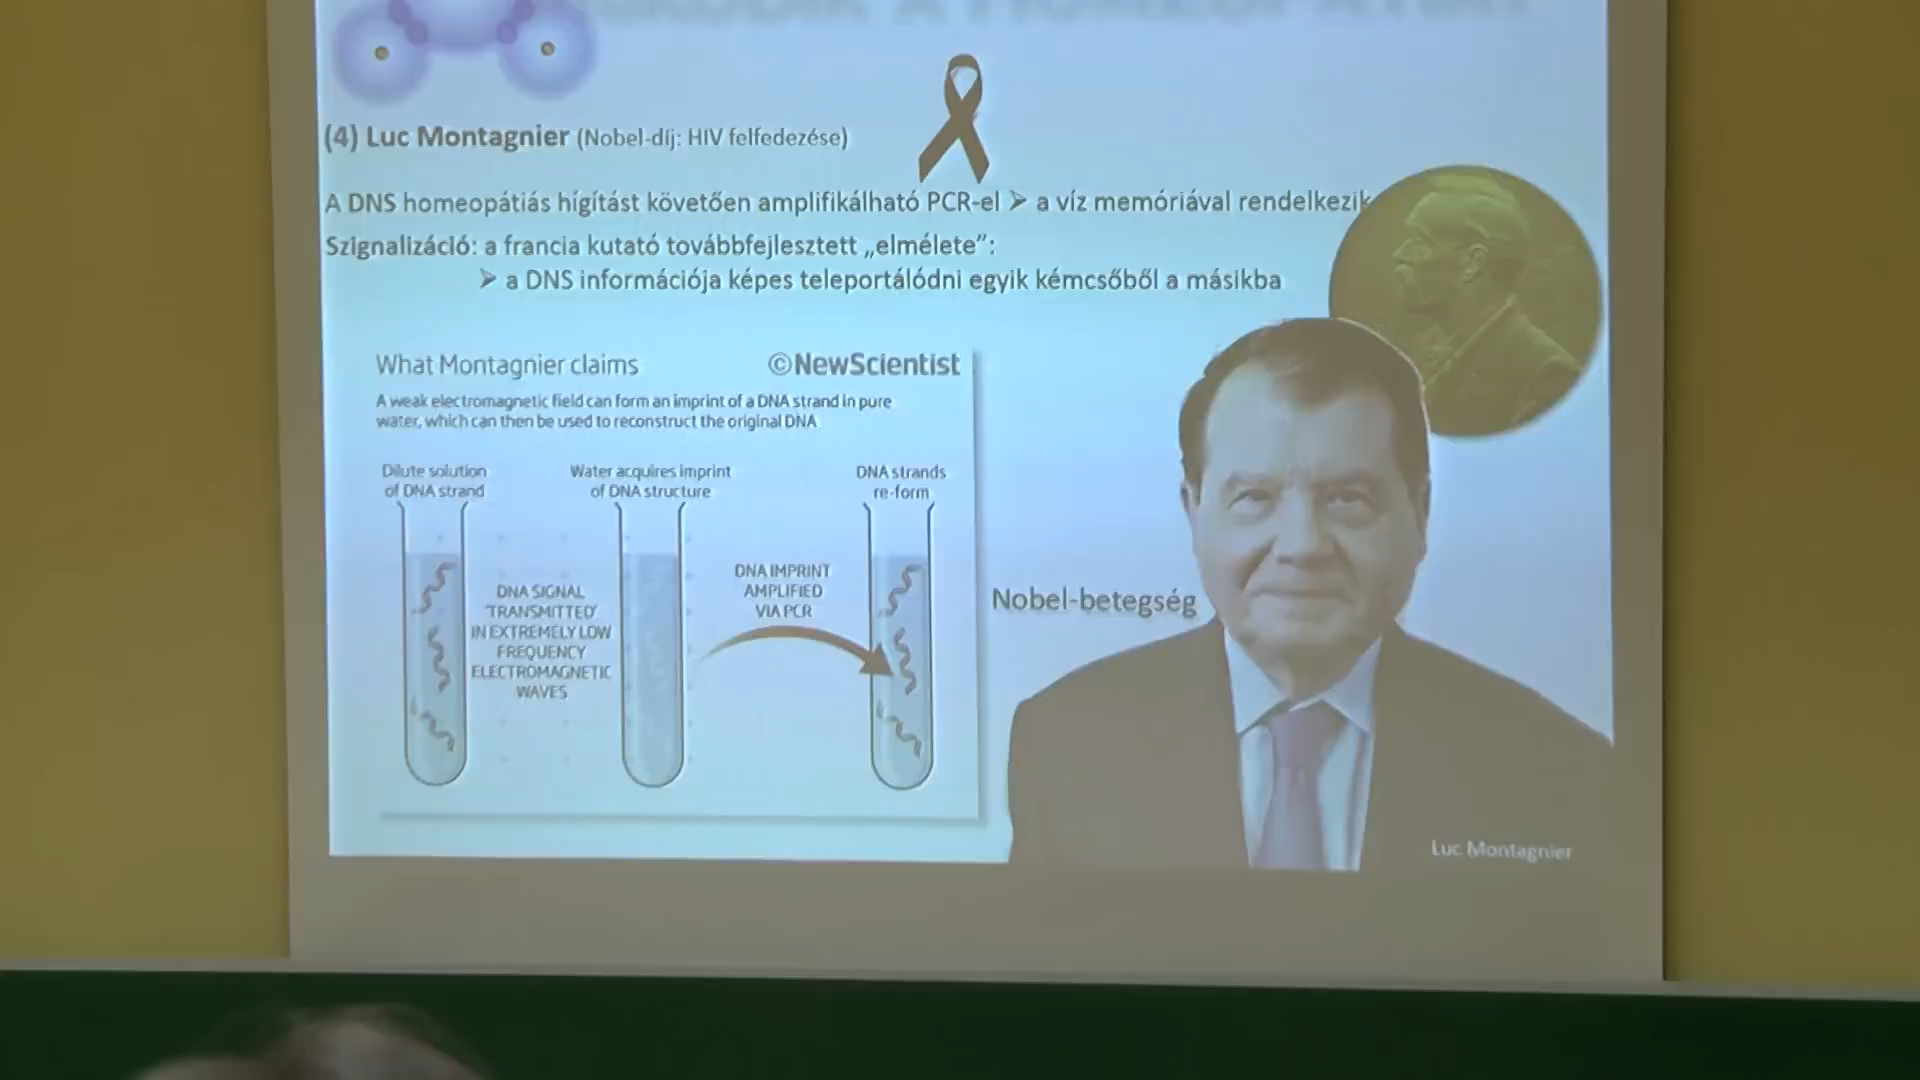 (4) Luc Montagnier (Nobel-díj: HIV felfedezése)
A DNS homeopátiás hígítást követően amplifikálható PCR-el ➢ a víz memóriával rendelkezik
Szignalizáció: a francia kutató továbbfejlesztett „elmélete”:
➢ a DNS információja képes teleportálódni egyik kémcsőből a másikba
What Montagnier claims ©NewScientist
A weak electromagnetic field can form an imprint of a DNA strand in pure
water, which can then be used to reconstruct the original DNA
Dilute solution
of DNA strand
Water acquires imprint
of DNA structure
DNA strands
re-form
DNA SIGNAL
'TRANSMITTED'
IN EXTREMELY LOW
FREQUENCY
ELECTROMAGNETIC
WAVES
DNA IMPRINT
AMPLIFIED
VIA PCR
Nobel-betegség
Luc Montagnier